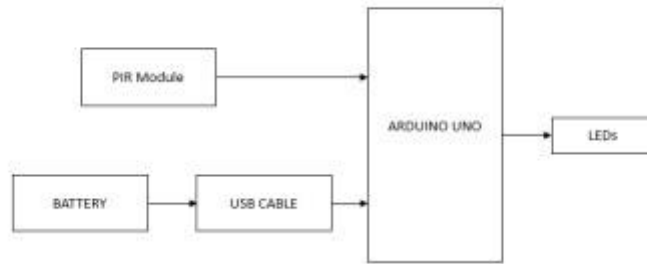 PIR Module
ARDUINO UNO
LEDs
BATTERY
USB CABLE